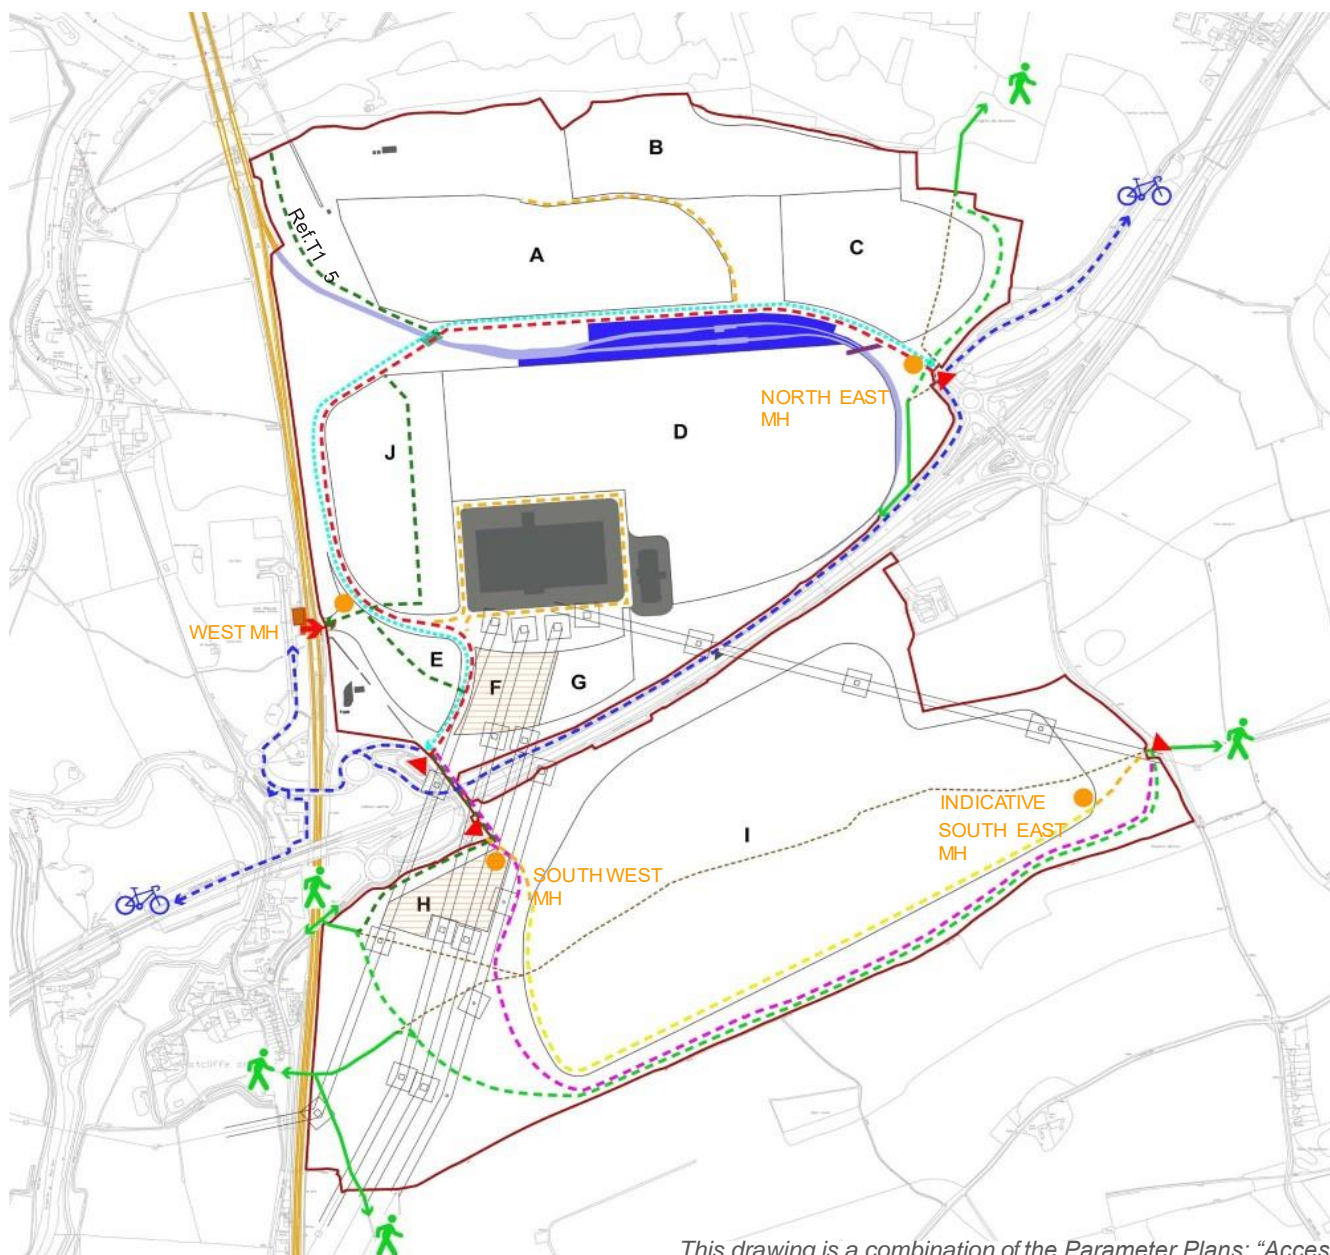 B
Ref.T1 5
A
C
NORTH EAST
MH
D
J
WEST MH
E
F
G
INDICATIVE
SOUTH EAST
MH
I
SOUTH WEST
MH
H
This drawing is a combination of the Parameter Plans: "Acces